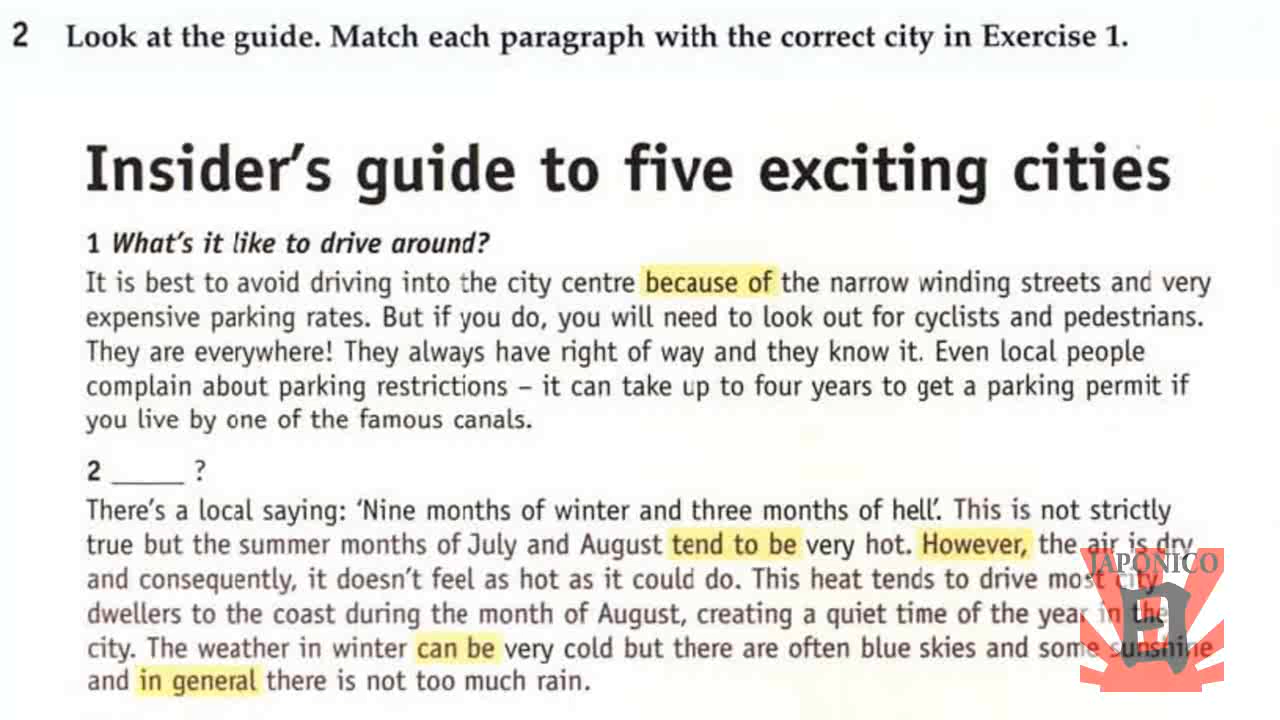 2 Look at the guide. Match each paragraph with the correct city in Exercise 1.
Insider's guide to five exciting cities
1 What's it like to drive around?
It is best to avoid driving into the city centre because of the narrow winding streets and very
expensive parking rates. But if you do, you will need to look out for cyclists and pedestrians.
They are everywhere! They always have right of way and they know it. Even local people
complain about parking restrictions – it can take up to four years to get a parking permit if
you live by one of the famous canals.
2 _____ ?
There's a local saying: 'Nine months of winter and three months of hell'. This is not strictly
true but the summer months of July and August tend to be very hot. However, the air is dry
and consequently, it doesn't feel as hot as it could do. This heat tends to drive most city
dwellers to the coast during the month of August, creating a quiet time of the year in the
city. The weather in winter can be very cold but there are often blue skies and some sunshine
and in general there is not too much rain.
JAPONICO
日